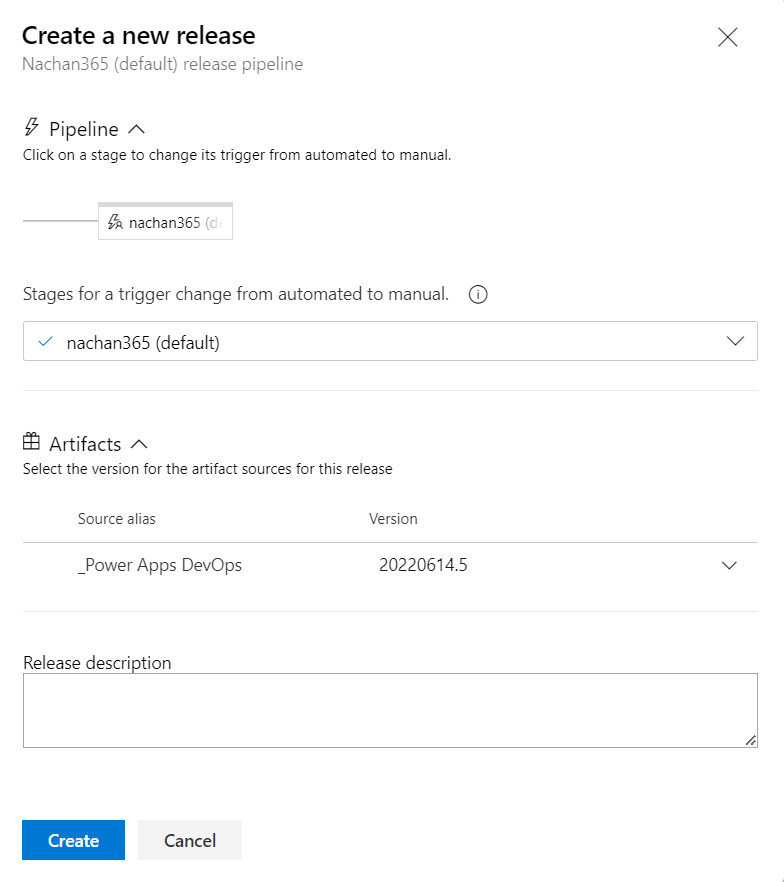 Create a new release
Nachan365 (default) release pipeline
Pipeline
Click on a stage to change its trigger from automated to manual.
nachan365 (de
Stages for a trigger change from automated to manual.
nachan365 (default)
Artifacts
Select the version for the artifact sources for this release
Source alias Version
_Power Apps DevOps 20220614.5
Release description
Create Cancel